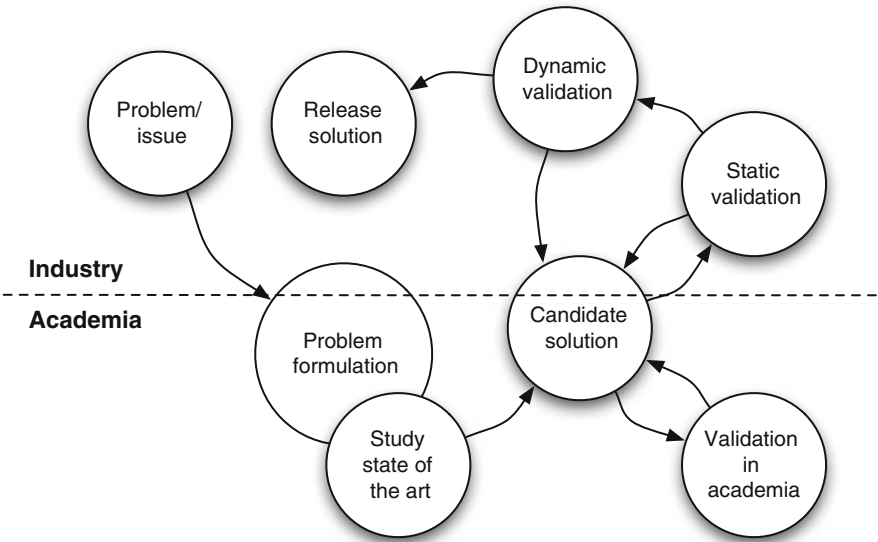 Problem/
issue
Release
solution
Dynamic
validation
Static
validation
Industry
Academia
Problem
formulation
Candidate
solution
Study
state of
the art
Validation
in
academia